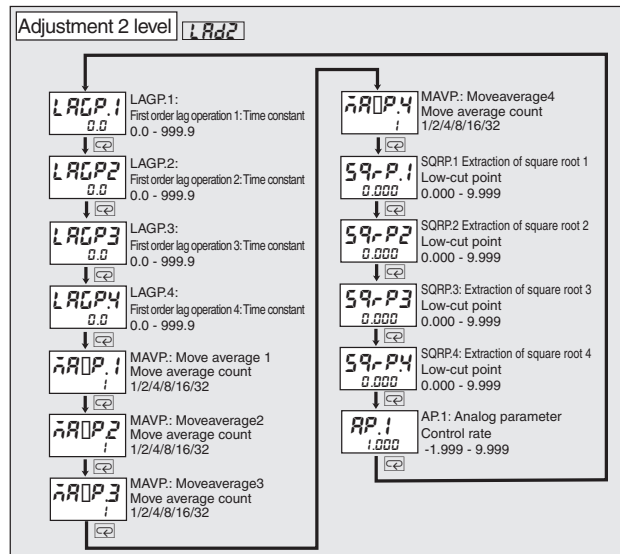 Adjustment 2 level L.Ad2
LAGP.1
0.0
LAGP.1:
First order lag operation 1: Time constant
0.0 - 999.9
LAGP2
0.0
LAGP.2:
First order lag operation 2: Time constant
0.0 - 999.9
LAGP3
0.0
LAGP.3:
First order lag operation 3: Time constant
0.0 - 999.9
LAGP.4
0.0
LAGP.4:
First order lag operation 4: Time constant
0.0 - 999.9
MAVP.1
1
MAVP.: Move average 1
Move average count
1/2/4/8/16/32
MAVP.2
1
MAVP.: Moveaverage2
Move average count
1/2/4/8/16/32
MAVP.3
1
MAVP.: Moveaverage3
Move average count
1/2/4/8/16/32
MAVP.4
1
MAVP.: Moveaverage4
Move average count
1/2/4/8/16/32
SqrP.1
0.000
SQRP.1 Extraction of square root 1
Low-cut point
0.000 - 9.999
SqrP2
0.000
SQRP.2 Extraction of square root 2
Low-cut point
0.000 - 9.999
SqrP3
0.000
SQRP.3: Extraction of square root 3
Low-cut point
0.000 - 9.999
SqrP.4
0.000
SQRP.4: Extraction of square root 4
Low-cut point
0.000 - 9.999
AP.1
1.000
AP.1: Analog parameter
Control rate
-1.999 - 9.999